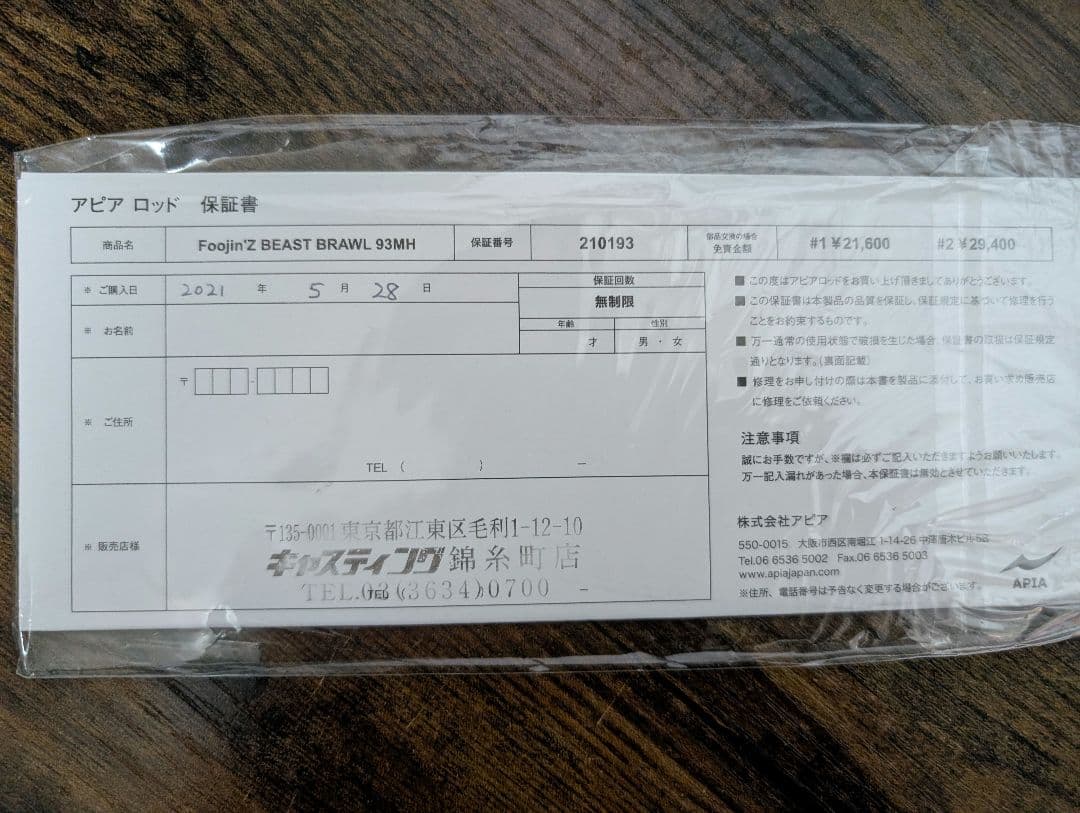 アピア ロッド 保証書
商品名 Foojin'Z BEAST BRAWL 93MH 保証番号 210193 部品交換の場合 免責金額 #1 ¥21,600 #2 ¥29,400
※ ご購入日 2021 年 5 月 28 日
保証回数
無制限
年齢 性別
才 男・女
※ お名前
※ ご住所
〒 -
TEL ( ) −
※ 販売店様
〒135-0001 東京都江東区毛利1-12-10
キャスティング錦糸町店
TEL.03(3634)0700
TEL ( ) −
■ この度はアピアロッドをお買い上げ頂きましてありがとうございます。
■ この保証書は本製品の品質を保証し、保証規定に基づいて修理を行う
ことをお約束するものです。
■ 万一通常の使用状態で破損を生じた場合、保証書の取扱は保証規定
通りとなります。(裏面記載)
■ 修理をお申し付けの際は本書を製品に添付して、お買い求め販売店
に修理をご依頼ください。
注意事項
誠にお手数ですが、※欄は必ずご記入いただきますようお願いいたします。
万一記入漏れがあった場合、本保証書は無効とさせていただきます。
株式会社アピア
550-0015 大阪市西区南堀江 1-14-26 中澤唐木ビル5F
Tel.06 6536 5002 Fax.06 6536 5003
www.apiajapan.com
※住所、電話番号は予告なく変更する場合がございます。
APIA